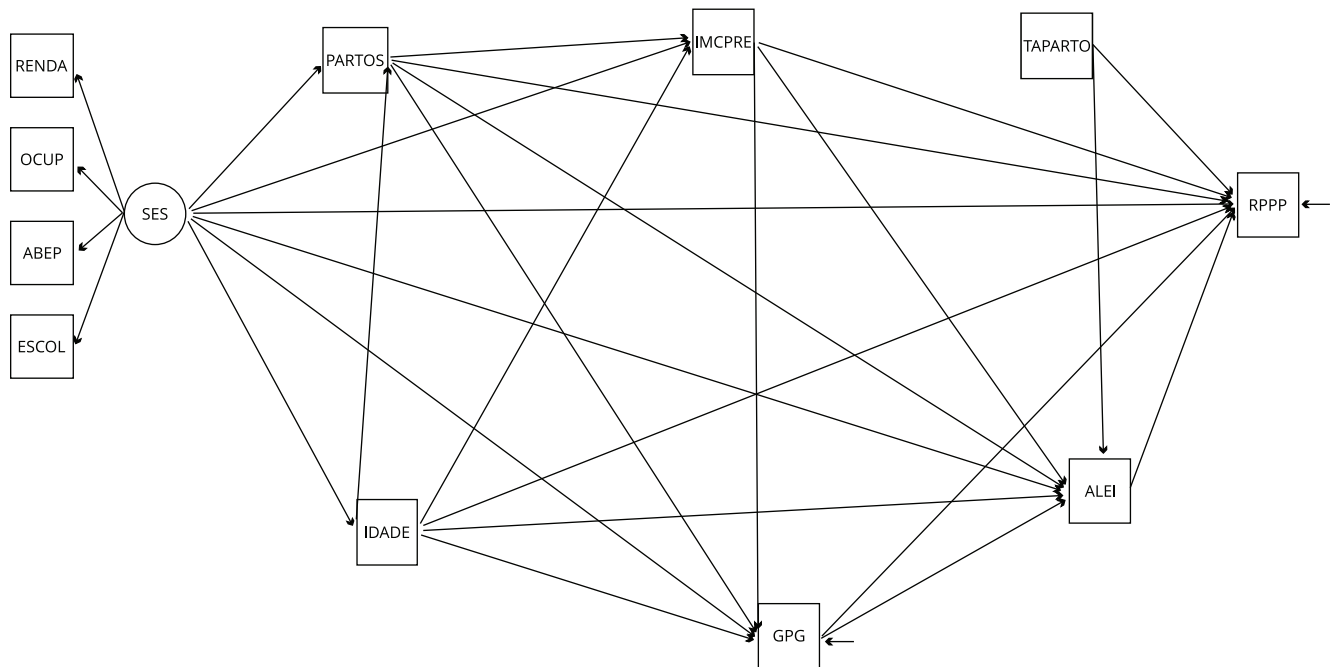 RENDA
OCUP
ABEP
ESCOL
SES
PARTOS
IDADE
IMCPRE
GPG
TAPARTO
ALEI
RPPP